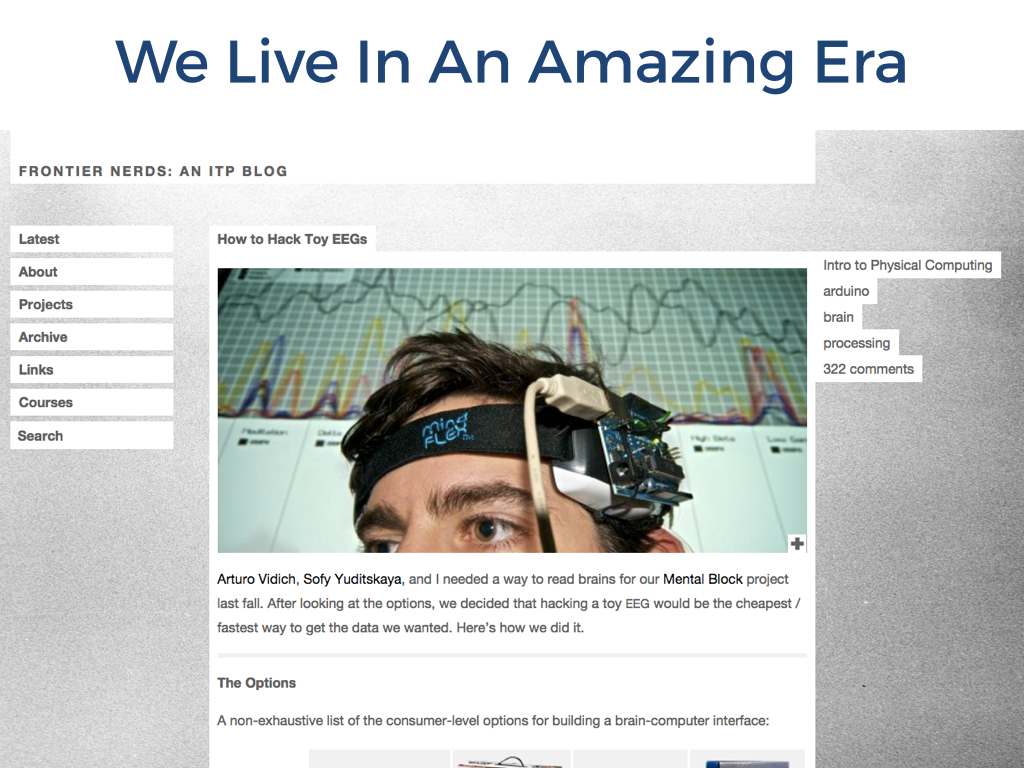 We Live In An Amazing Era
FRONTIER NERDS: AN ITP BLOG
Latest
About
Projects
Archive
Links
Courses
Search
How to Hack Toy EEGs
Meditation
Delta
mind
FLEX
High Beta
Low Gam
Arturo Vidich, Sofy Yuditskaya, and I needed a way to read brains for our Mental Block project
last fall. After looking at the options, we decided that hacking a toy EEG would be the cheapest /
fastest way to get the data we wanted. Here’s how we did it.
The Options
A non-exhaustive list of the consumer-level options for building a brain-computer interface:
Intro to Physical Computing
arduino
brain
processing
322 comments